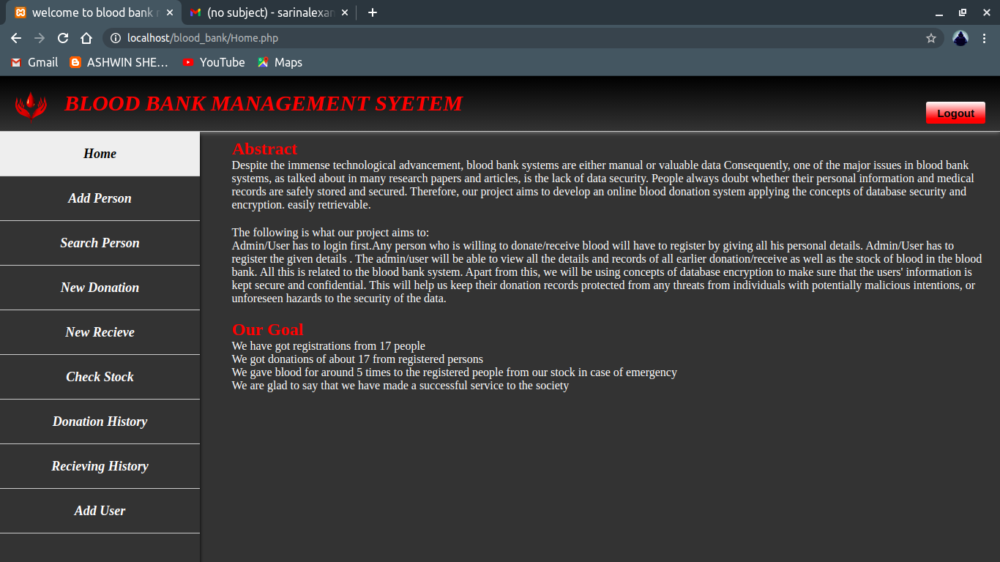 welcome to blood bank
(no subject) - sarinalexan
localhost/blood_bank/Home.php
Gmail
ASHWIN SHE...
YouTube
Maps
BLOOD BANK MANAGEMENT SYETEM
Logout
Home
Add Person
Search Person
New Donation
New Recieve
Check Stock
Donation History
Recieving History
Add User
Abstract
Despite the immense technological advancement, blood bank systems are either manual or valuable data Consequently, one of the major issues in blood bank
systems, as talked about in many research papers and articles, is the lack of data security. People always doubt whether their personal information and medical
records are safely stored and secured. Therefore, our project aims to develop an online blood donation system applying the concepts of database security and
encryption. easily retrievable.
The following is what our project aims to:
Admin/User has to login first.Any person who is willing to donate/receive blood will have to register by giving all his personal details. Admin/User has to
register the given details . The admin/user will be able to view all the details and records of all earlier donation/receive as well as the stock of blood in the blood
bank. All this is related to the blood bank system. Apart from this, we will be using concepts of database encryption to make sure that the users' information is
kept secure and confidential. This will help us keep their donation records protected from any threats from individuals with potentially malicious intentions, or
unforeseen hazards to the security of the data.
Our Goal
We have got registrations from 17 people
We got donations of about 17 from registered persons
We gave blood for around 5 times to the registered people from our stock in case of emergency
We are glad to say that we have made a successful service to the society